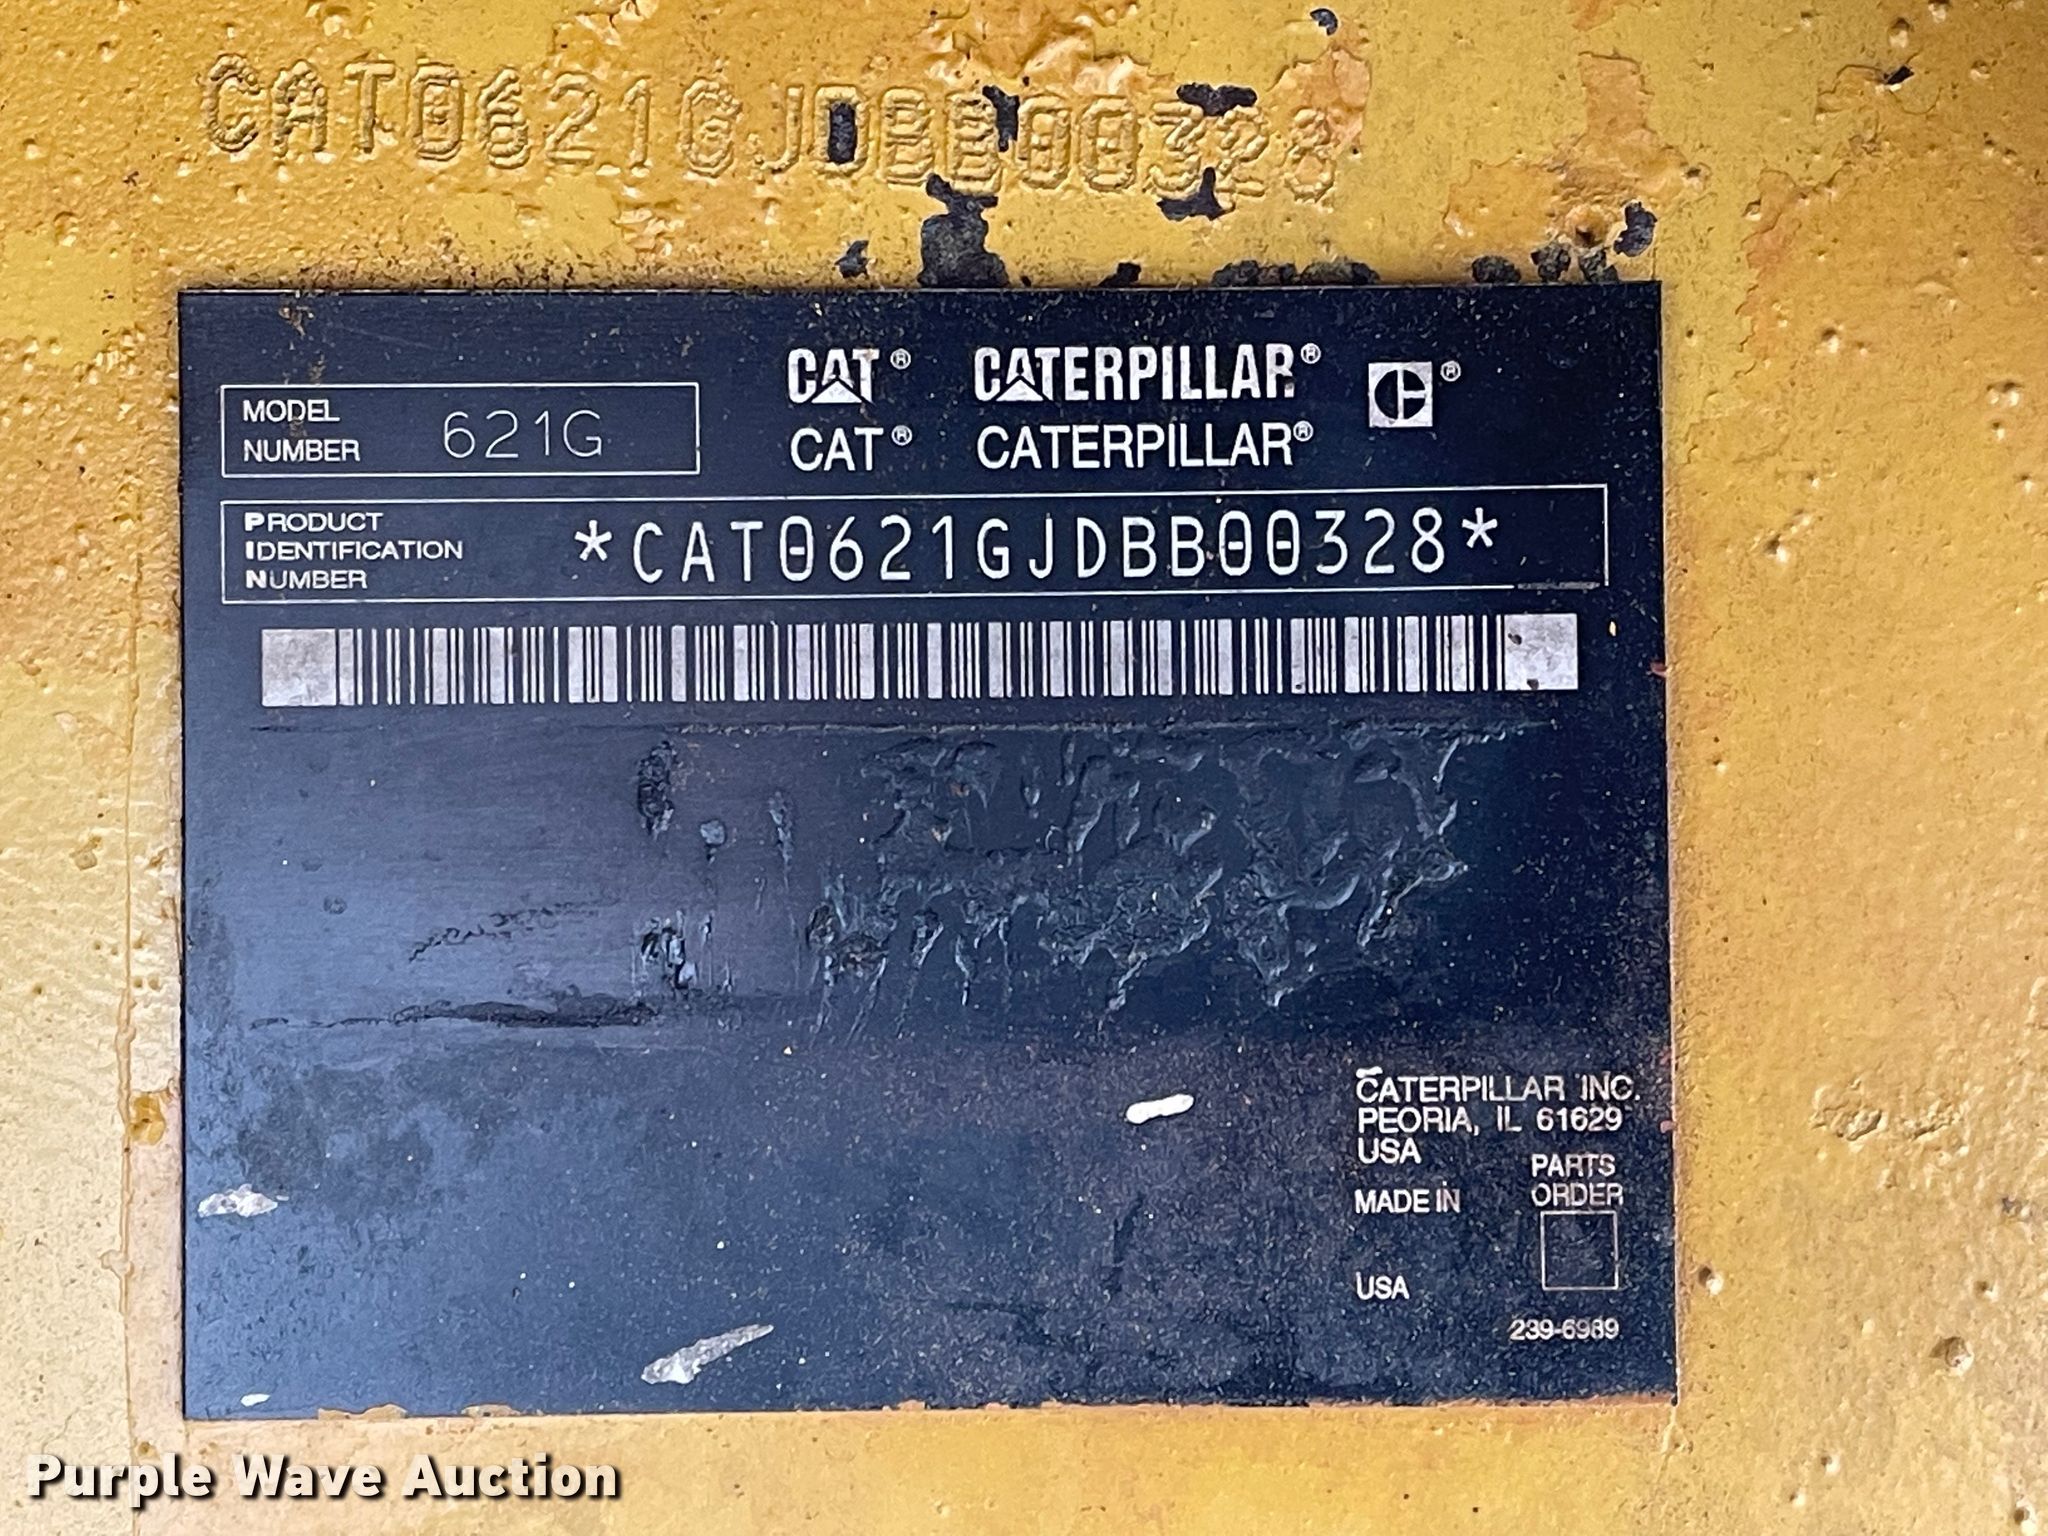 CAT0621GJDBB00328
CAT® CATERPILLAR® ®
MODEL NUMBER 621G
CAT® CATERPILLAR®
PRODUCT IDENTIFICATION NUMBER *CAT0621GJDBB00328*
CATERPILLAR INC.
PEORIA, IL 61629
USA
PARTS
ORDER
MADE IN
USA
239-6989
Purple Wave Auction